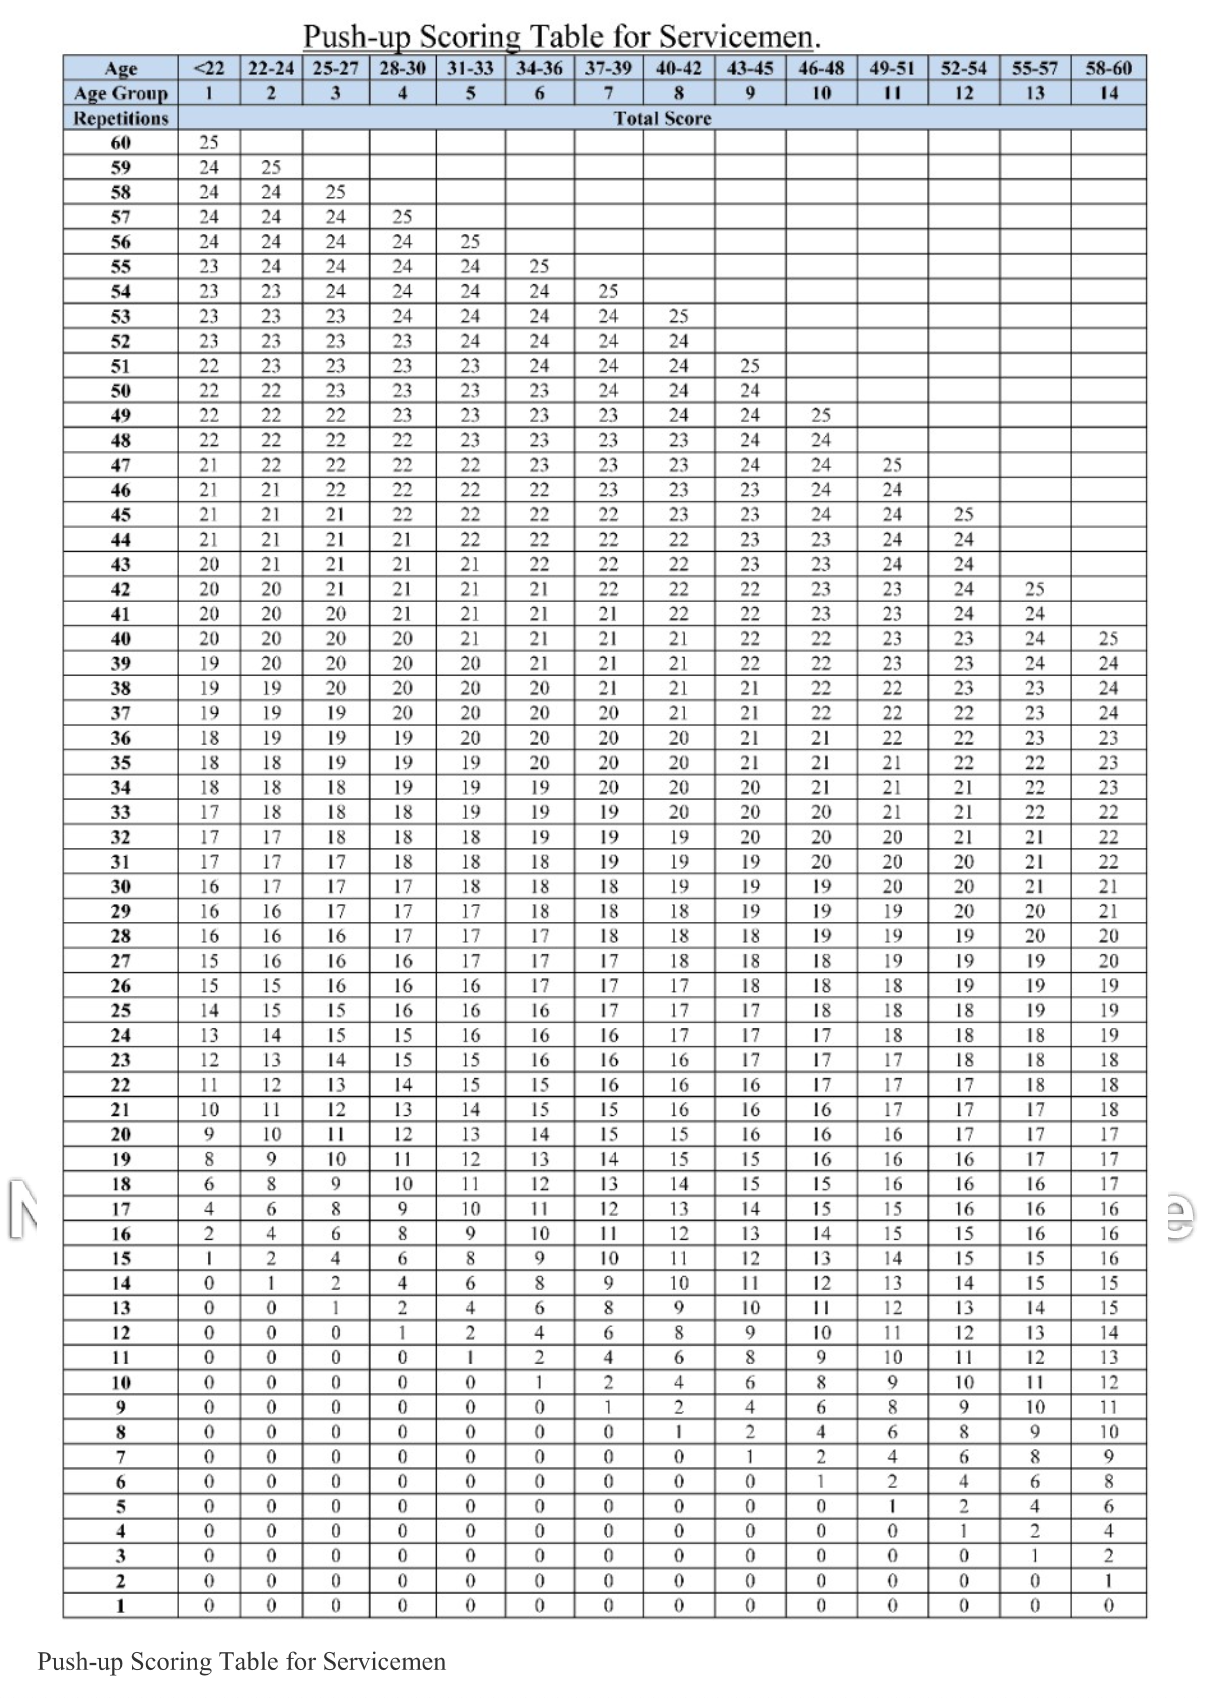 Push-up Scoring Table for Servicemen.
Age <22 22-24 25-27 28-30 31-33 34-36 37-39 40-42 43-45 46-48 49-51 52-54 55-57 58-60
Age Group 1 2 3 4 5 6 7 8 9 10 11 12 13 14
Repetitions Total Score
60 25
59 24 25
58 24 24 25
57 24 24 24 25
56 24 24 24 24 25
55 23 24 24 24 24 25
54 23 23 24 24 24 24 25
53 23 23 23 24 24 24 24 25
52 23 23 23 23 24 24 24 24
51 22 23 23 23 23 24 24 24 25
50 22 22 23 23 23 23 24 24 24
49 22 22 22 23 23 23 23 24 24 25
48 22 22 22 22 23 23 23 23 24 24
47 21 22 22 22 22 23 23 23 24 24 25
46 21 21 22 22 22 22 23 23 23 24 24
45 21 21 21 22 22 22 22 23 23 24 24 25
44 21 21 21 21 22 22 22 22 23 23 24 24
43 20 21 21 21 21 22 22 22 23 23 24 24
42 20 20 21 21 21 21 22 22 22 23 23 24 25
41 20 20 20 21 21 21 21 22 22 23 23 24 24
40 20 20 20 20 21 21 21 21 22 22 23 23 24 25
39 19 20 20 20 20 21 21 21 22 22 23 23 24 24
38 19 19 20 20 20 20 21 21 21 22 22 23 23 24
37 19 19 19 20 20 20 20 21 21 22 22 22 23 24
36 18 19 19 19 20 20 20 20 21 21 22 22 23 23
35 18 18 19 19 19 20 20 20 21 21 21 22 22 23
34 18 18 18 19 19 19 20 20 20 21 21 21 22 23
33 17 18 18 18 19 19 19 20 20 20 21 21 22 22
32 17 17 18 18 18 19 19 19 20 20 20 21 21 22
31 17 17 17 18 18 18 19 19 19 20 20 20 21 22
30 16 17 17 17 18 18 18 19 19 19 20 20 21 21
29 16 16 17 17 17 18 18 18 19 19 19 20 20 21
28 16 16 16 17 17 17 18 18 18 19 19 19 20 20
27 15 16 16 16 17 17 17 18 18 18 19 19 19 20
26 15 15 16 16 16 17 17 17 18 18 18 19 19 19
25 14 15 15 16 16 16 17 17 17 18 18 18 19 19
24 13 14 15 15 16 16 16 17 17 17 18 18 18 19
23 12 13 14 15 15 16 16 16 17 17 17 18 18 18
22 11 12 13 14 15 15 16 16 16 17 17 17 18 18
21 10 11 12 13 14 15 15 16 16 16 17 17 17 18
20 9 10 11 12 13 14 15 15 16 16 16 17 17 17
19 8 9 10 11 12 13 14 15 15 16 16 16 17 17
18 6 8 9 10 11 12 13 14 15 15 16 16 16 17
17 4 6 8 9 10 11 12 13 14 15 15 16 16 16
16 2 4 6 8 9 10 11 12 13 14 15 15 16 16
15 1 2 4 6 8 9 10 11 12 13 14 15 15 16
14 0 1 2 4 6 8 9 10 11 12 13 14 15 15
13 0 0 1 2 4 6 8 9 10 11 12 13 14 15
12 0 0 0 1 2 4 6 8 9 10 11 12 13 14
11 0 0 0 0 1 2 4 6 8 9 10 11 12 13
10 0 0 0 0 0 1 2 4 6 8 9 10 11 12
9 0 0 0 0 0 0 1 2 4 6 8 9 10 11
8 0 0 0 0 0 0 0 1 2 4 6 8 9 10
7 0 0 0 0 0 0 0 0 1 2 4 6 8 9
6 0 0 0 0 0 0 0 0 0 1 2 4 6 8
5 0 0 0 0 0 0 0 0 0 0 1 2 4 6
4 0 0 0 0 0 0 0 0 0 0 0 1 2 4
3 0 0 0 0 0 0 0 0 0 0 0 0 1 2
2 0 0 0 0 0 0 0 0 0 0 0 0 0 1
1 0 0 0 0 0 0 0 0 0 0 0 0 0 0
Push-up Scoring Table for Servicemen